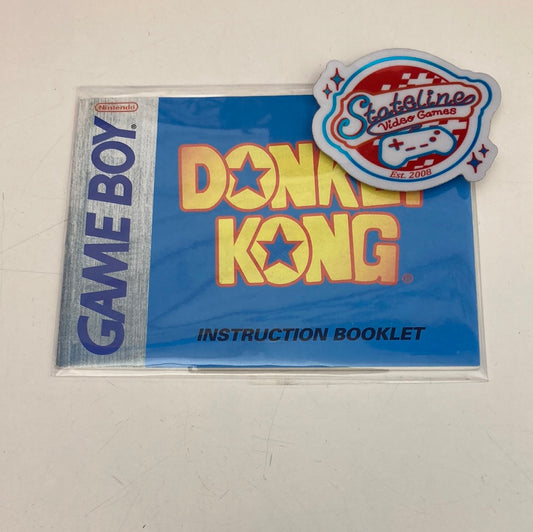 Nintendo®
GAME BOY®
DONKEY
KONG®
INSTRUCTION BOOKLET
Stateline
Video Games
Est. 2008